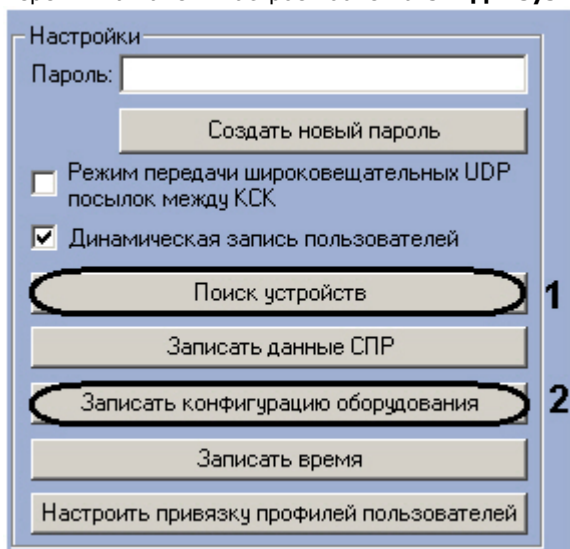 Настройки
Пароль:
Создать новый пароль
Режим передачи широковещательных UDP
посылок между КСК
Динамическая запись пользователей
Поиск устройств 1
Записать данные СПР
Записать конфигурацию оборудования 2
Записать время
Настроить привязку профилей пользователей